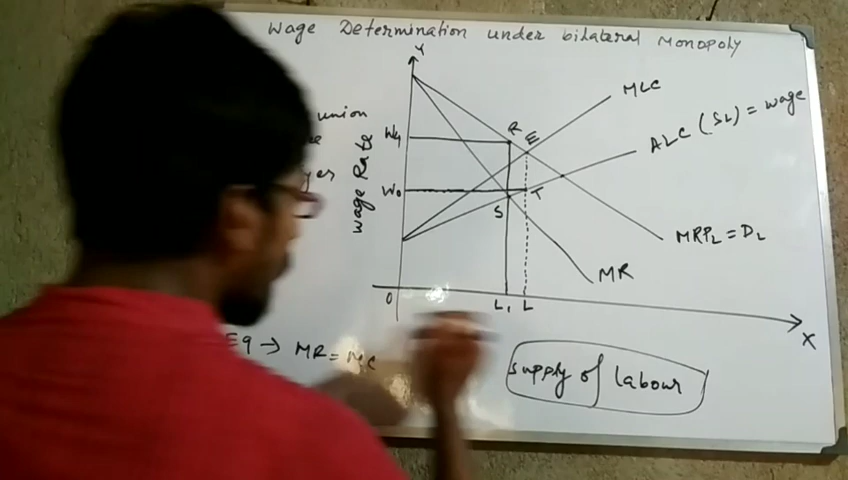 Wage Determination under bilateral Monopoly
Y
MLC
ALC (SL) = wage
union
W1
R
E
Wage Rate
W0
T
S
MRPL = DL
MR
O
L1
L
X
Eq → MR = MC
Supply of labour